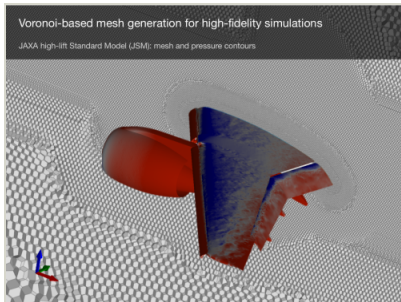 Voronoi-based mesh generation for high-fidelity simulations
JAXA high-lift Standard Model (JSM): mesh and pressure contours